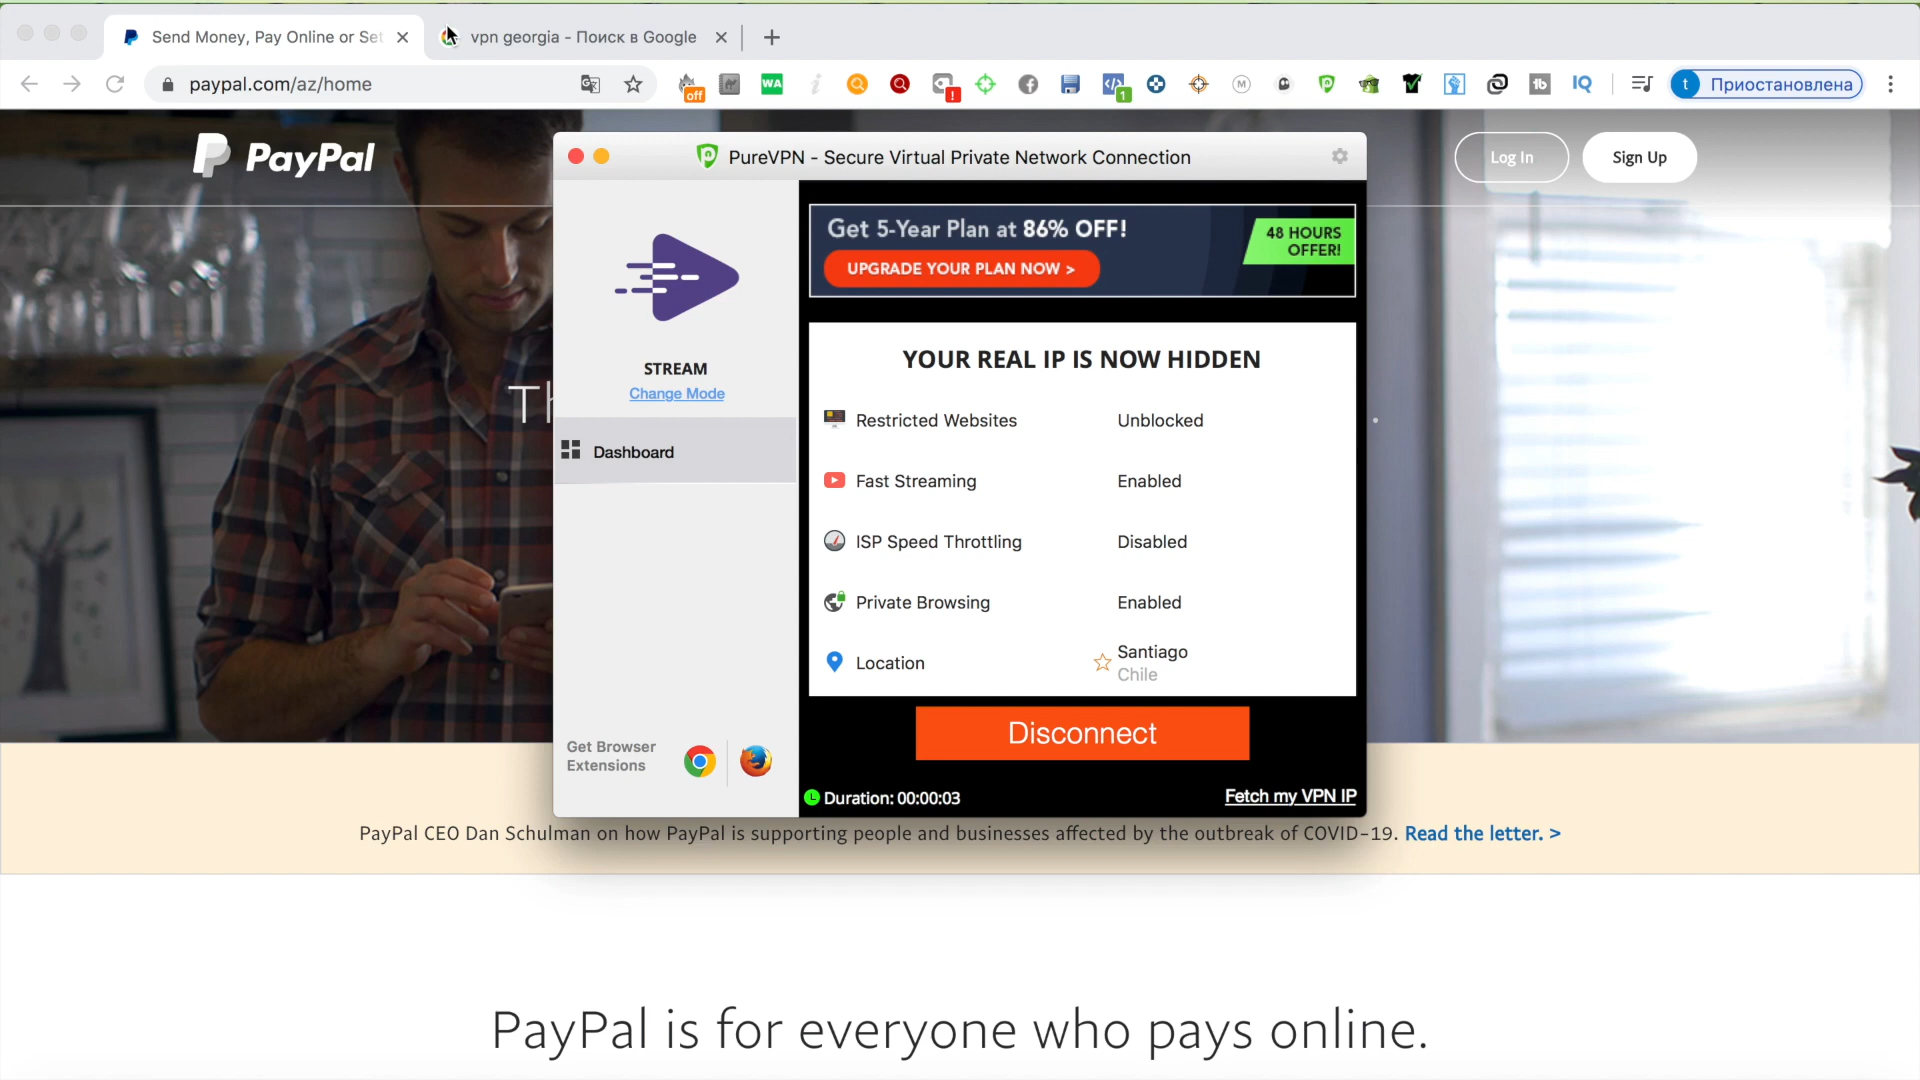 Send Money, Pay Online or Set
vpn georgia - Поиск в Google
paypal.com/az/home
off
WA
!
1
M
tb
IQ
t
Приостановлена
PayPal
Log In
Sign Up
PureVPN - Secure Virtual Private Network Connection
Get 5-Year Plan at 86% OFF!
UPGRADE YOUR PLAN NOW >
48 HOURS
OFFER!
STREAM
Change Mode
Dashboard
YOUR REAL IP IS NOW HIDDEN
Restricted Websites Unblocked
Fast Streaming Enabled
ISP Speed Throttling Disabled
Private Browsing Enabled
Location Santiago
Chile
Disconnect
Get Browser
Extensions
Duration: 00:00:03
Fetch my VPN IP
PayPal CEO Dan Schulman on how PayPal is supporting people and businesses affected by the outbreak of COVID-19. Read the letter. >
PayPal is for everyone who pays online.